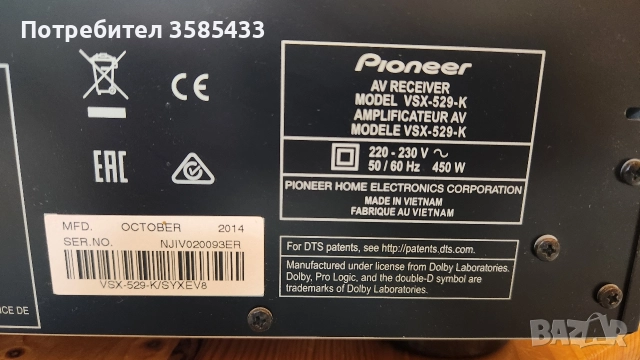 Потребител 3585433
Pioneer
AV RECEIVER
MODEL VSX-529-K
AMPLIFICATEUR AV
MODELE VSX-529-K
220 - 230 V ~
50 / 60 Hz 450 W
PIONEER HOME ELECTRONICS CORPORATION
MADE IN VIETNAM
FABRIQUE AU VIETNAM
CE
EAC
MFD. OCTOBER 2014
SER.NO. NJIV020093ER
VSX-529-K/SYXEV8
For DTS patents, see http://patents.dts.com.
Manufactured under license from Dolby Laboratories.
Dolby, Pro Logic, and the double-D symbol are
trademarks of Dolby Laboratories.
NCE DE
BAZAR